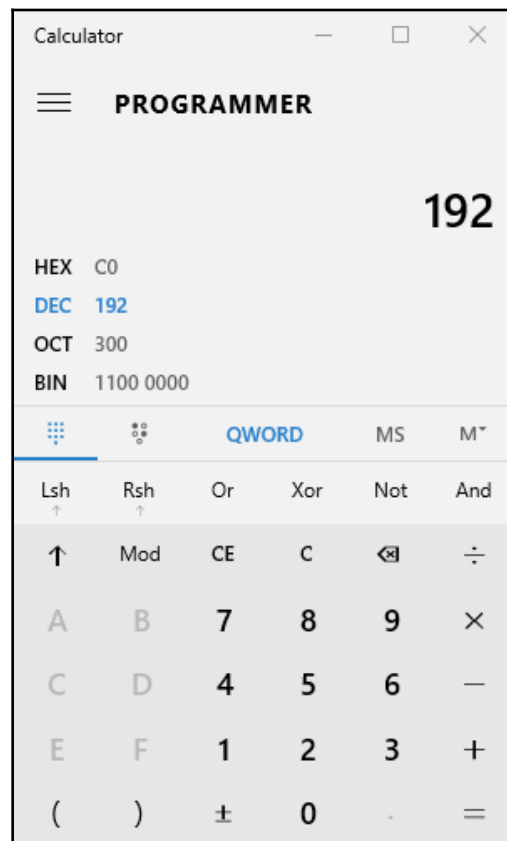 Calculator
PROGRAMMER
192
HEX C0
DEC 192
OCT 300
BIN 1100 0000
QWORD MS M
Lsh Rsh Or Xor Not And
↑ ↑
↑ Mod CE C ÷
A B 7 8 9 ×
C D 4 5 6 −
E F 1 2 3 +
( ) ± 0 . =